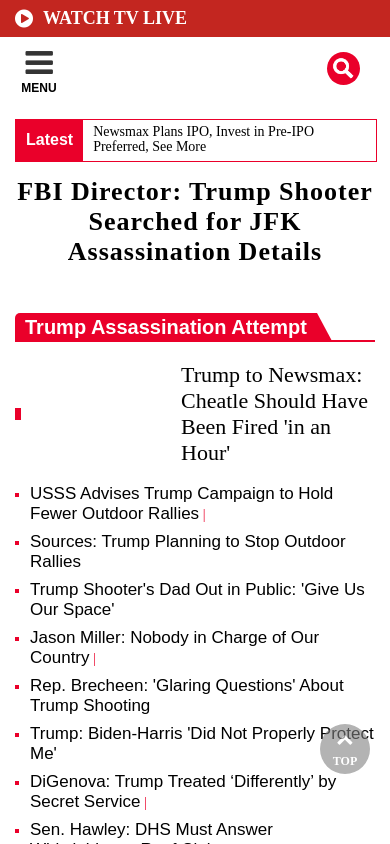 WATCH TV LIVE
MENU
Latest
Newsmax Plans IPO, Invest in Pre-IPO
Preferred, See More
FBI Director: Trump Shooter
Searched for JFK
Assassination Details
Trump Assassination Attempt
Trump to Newsmax:
Cheatle Should Have
Been Fired 'in an
Hour'
USSS Advises Trump Campaign to Hold
Fewer Outdoor Rallies |
Sources: Trump Planning to Stop Outdoor
Rallies
Trump Shooter's Dad Out in Public: 'Give Us
Our Space'
Jason Miller: Nobody in Charge of Our
Country |
Rep. Brecheen: 'Glaring Questions' About
Trump Shooting
Trump: Biden-Harris 'Did Not Properly Protect
Me'
TOP
DiGenova: Trump Treated ‘Differently’ by
Secret Service |
Sen. Hawley: DHS Must Answer